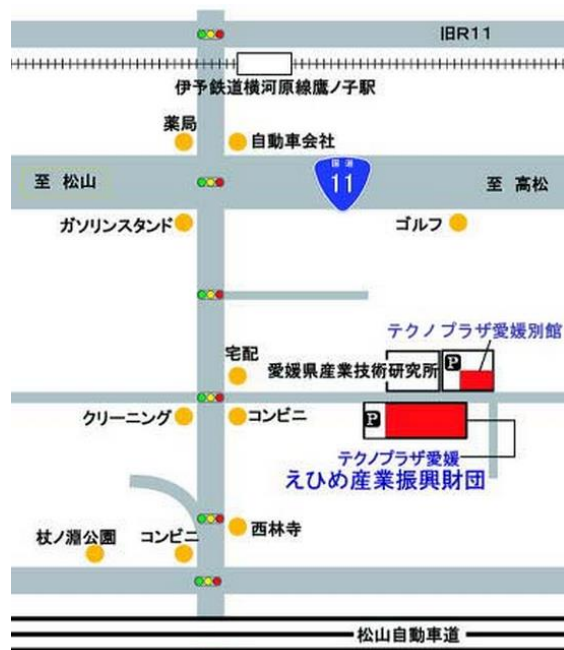 旧R11
伊予鉄道横河原線鷹ノ子駅
薬局
自動車会社
至 松山
国道
11
至 高松
ガソリンスタンド
ゴルフ
テクノプラザ愛媛別館
宅配
愛媛県産業技術研究所
P
クリーニング
コンビニ
P
テクノプラザ愛媛
えひめ産業振興財団
杖ノ淵公園
コンビニ
西林寺
松山自動車道